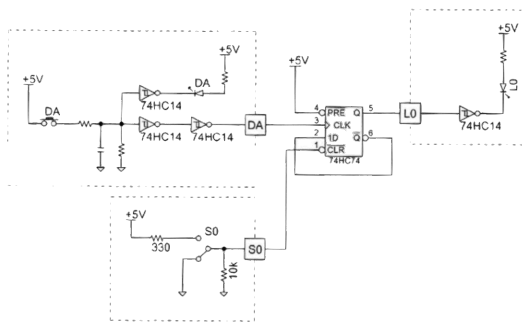 +5V
+5V
DA
+5V
+5V
DA
74HC14
L0
74HC14
74HC14
DA
4
PRE
Q
5
L0
3
CLK
2
1D
Q
6
1
CLR
74HC74
74HC14
+5V
S0
330
S0
10k